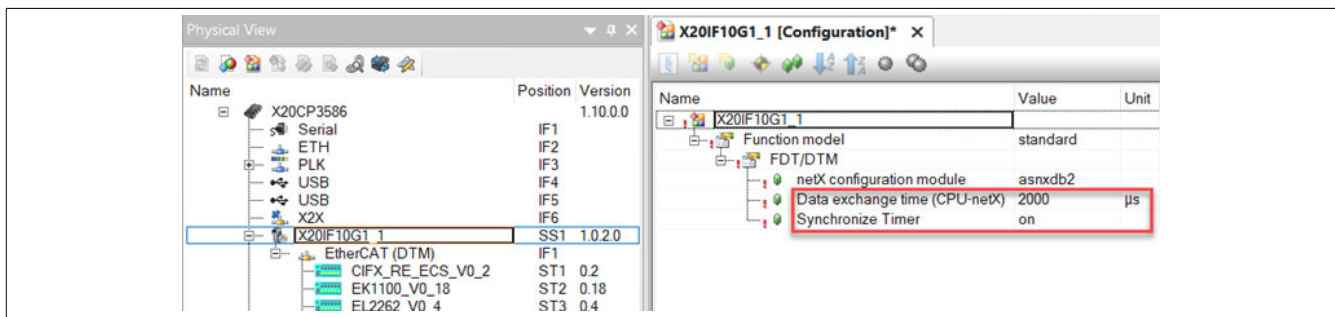 Physical View
Name Position Version
X20CP3586 1.10.0.0
Serial IF1
ETH IF2
PLK IF3
USB IF4
USB IF5
X2X IF6
X20IF10G1_1 SS1 1.0.2.0
EtherCAT (DTM) IF1
CIFX_RE_ECS_V0_2 ST1 0.2
EK1100_V0_18 ST2 0.18
EL2262_V0_4 ST3 0.4
X20IF10G1_1 [Configuration]* X
Name Value Unit
X20IF10G1_1
Function model standard
FDT/DTM
netX configuration module asnxdb2
Data exchange time (CPU-netX) 2000 µs
Synchronize Timer on